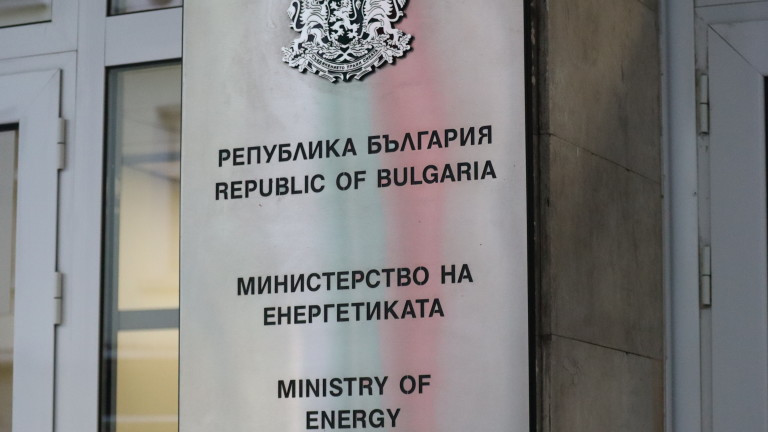 РЕПУБЛИКА БЪЛГАРИЯ
REPUBLIC OF BULGARIA
МИНИСТЕРСТВО НА
ЕНЕРГЕТИКАТА
MINISTRY OF
ENERGY